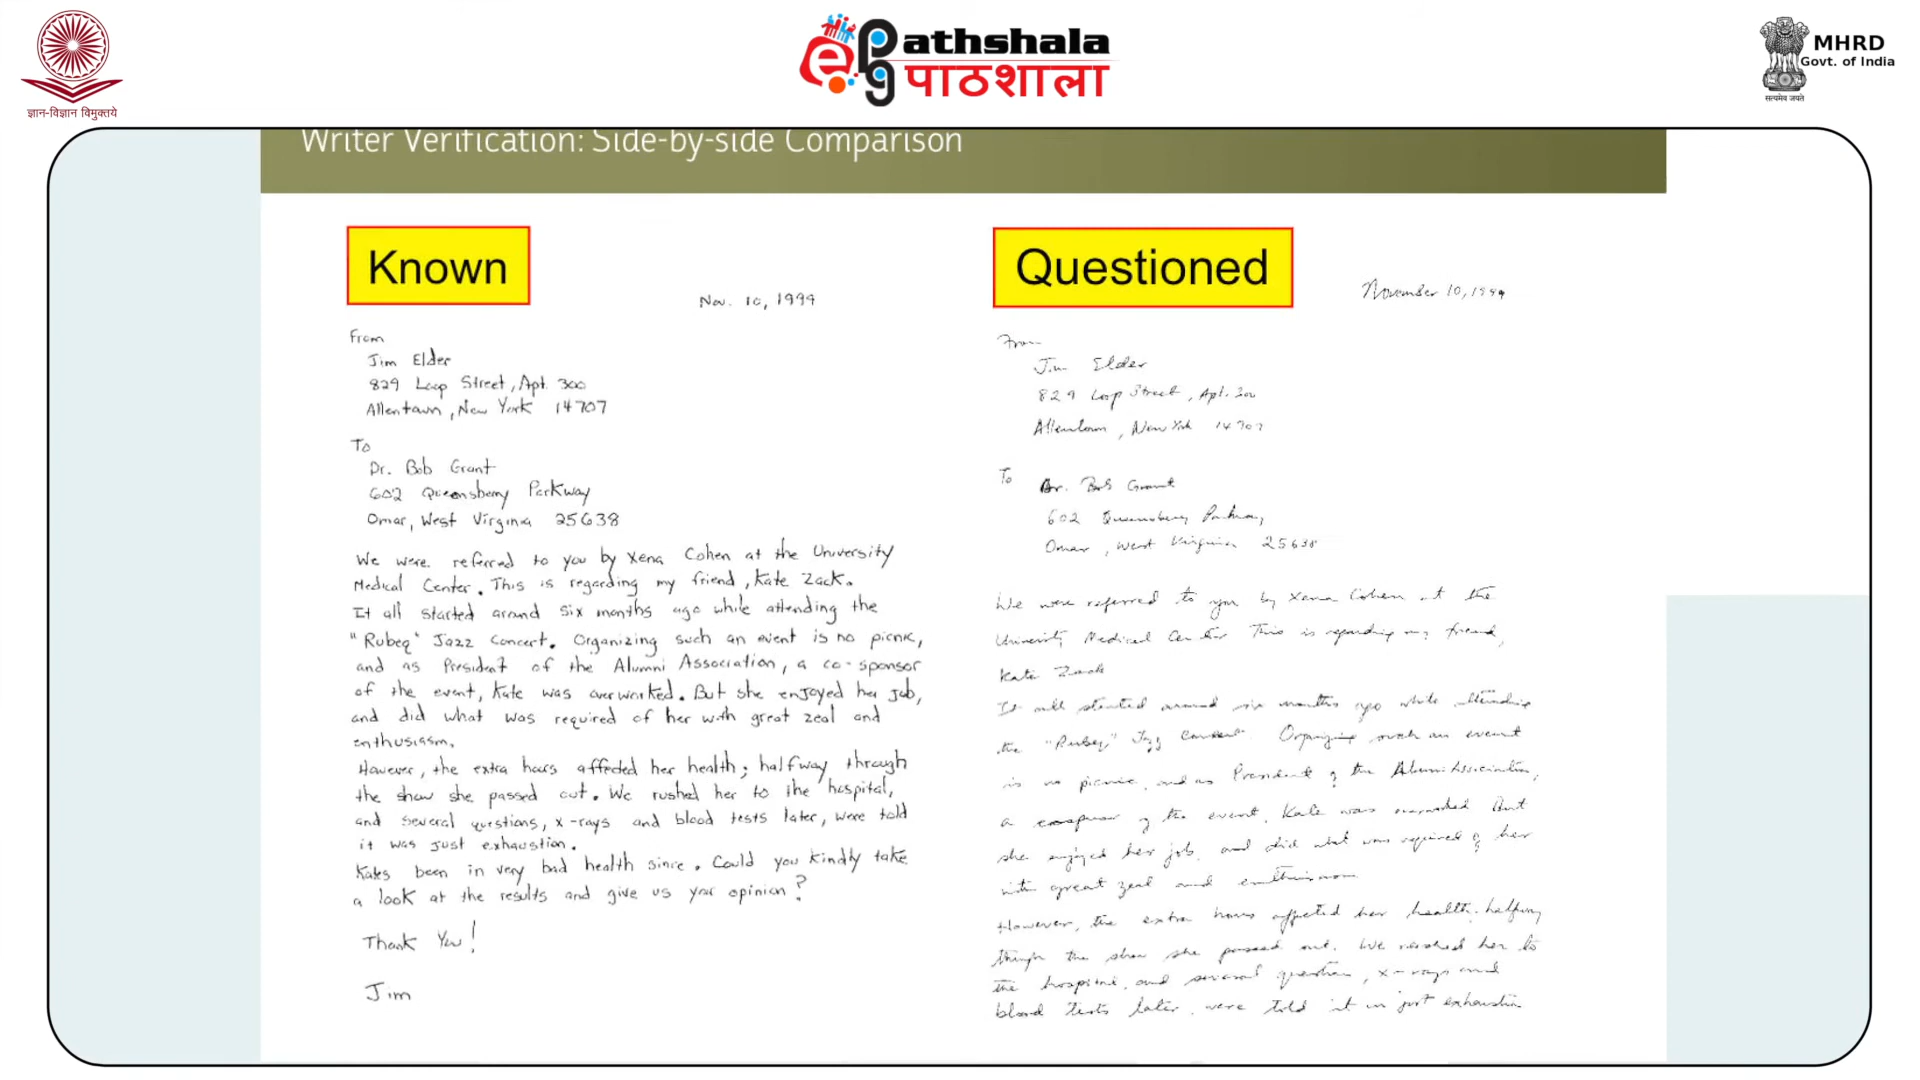 ज्ञान-विज्ञान विमुक्तये
ePG Pathshala
पाठशाला
MHRD
Govt. of India
सत्यमेव जयते
Writer Verification: Side-by-side Comparison
Known
Nov. 10, 1999
From
Jim Elder
829 Loop Street, Apt. 300
Allentown, New York 14707
To
Dr. Bob Grant
602 Queensberry Parkway
Omar, West Virginia 25638
We were referred to you by Xena Cohen at the University
Medical Center. This is regarding my friend, Kate Zack.
It all started around six months ago while attending the
"Rubeq" Jazz Concert. Organizing such an event is no picnic,
and as President of the Alumni Association, a co-sponsor
of the event, Kate was overworked. But she enjoyed her job,
and did what was required of her with great zeal and
enthusiasm.
However, the extra hours affected her health; halfway through
the show she passed out. We rushed her to the hospital,
and several questions, x-rays and blood tests later, were told
it was just exhaustion.
Kates been in very bad health since. Could you kindly take
a look at the results and give us your opinion?
Thank You!
Jim
Questioned
November 10, 1999
From
Jim Elder
829 Loop Street, Apt. 300
Allentown, New York 14707
To
Dr. Bob Grant
602 Queensberry Parkway
Omar, West Virginia 25638
We were referred to you by Xena Cohen at the
University Medical Center This is regarding my friend,
Kate Zack
It all started around six months ago while attending
the "Rubeq" Jazz Concert. Organizing such an event
is no picnic, and as President of the Alumni Association,
a cosponsor of the event, Kate was overworked But
she enjoyed her job, and did what was required of her
with great zeal and enthusiasm
However, the extra hours affected her health, halfway
through the show she passed out. We rushed her to
the hospital, and several question, x-rays and
blood tests later, were told it was just exhaustion